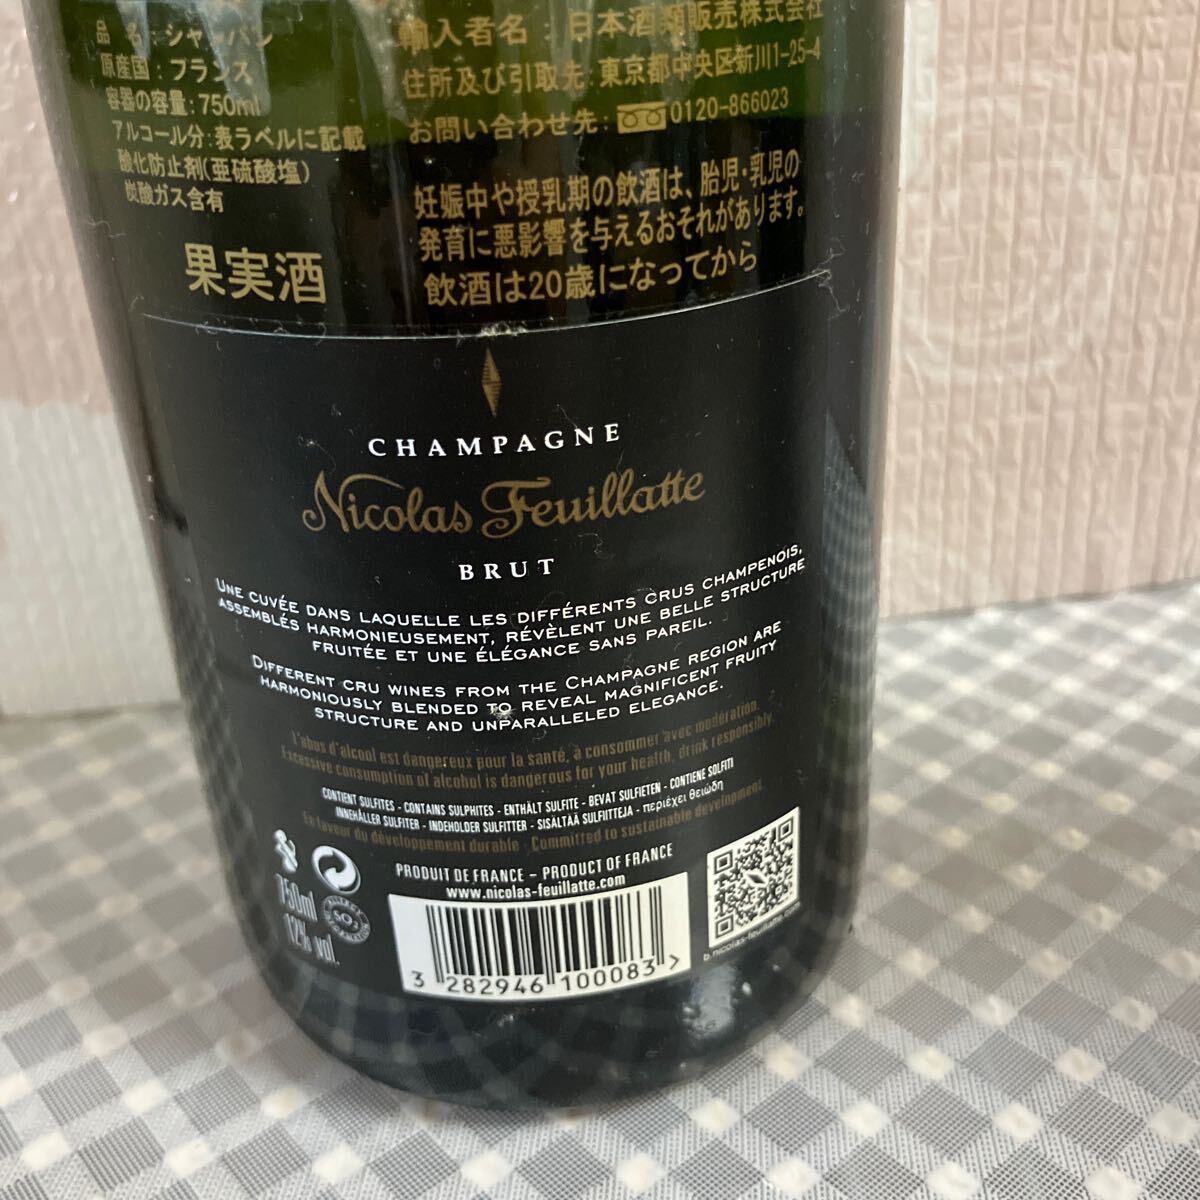 品 名：シャンパン
原産国：フランス
容器の容量：750ml
アルコール分：表ラベルに記載
酸化防止剤(亜硫酸塩)
炭酸ガス含有
果実酒
輸入者名：日本酒類販売株式会社
住所及び引取先：東京都中央区新川1-25-4
お問い合わせ先：0120-866023
妊娠中や授乳期の飲酒は、胎児・乳児の
発育に悪影響を与えるおそれがあります。
飲酒は20歳になってから
CHAMPAGNE
Nicolas Feuillatte
BRUT
UNE CUVÉE DANS LAQUELLE LES DIFFÉRENTS CRUS CHAMPENOIS,
ASSEMBLÉS HARMONIEUSEMENT, RÉVÈLENT UNE BELLE STRUCTURE
FRUITÉE ET UNE ÉLÉGANCE SANS PAREIL.
DIFFERENT CRU WINES FROM THE CHAMPAGNE REGION ARE
HARMONIOUSLY BLENDED TO REVEAL MAGNIFICENT FRUITY
STRUCTURE AND UNPARALLELED ELEGANCE.
L'abus d'alcool est dangereux pour la santé, à consommer avec modération.
Excessive consumption of alcohol is dangerous for your health, drink responsibly.
CONTIENT SULFITES - CONTAINS SULPHITES - ENTHÄLT SULFITE - BEVAT SULFIETEN - CONTIENE SOLFITI
INNEHÅLLER SULFITER - INDEHOLDER SULFITTER - SISÄLTÄÄ SULFIITTEJA - περιέχει θειώδη
En faveur du développement durable - Committed to sustainable development.
PRODUIT DE FRANCE – PRODUCT OF FRANCE
www.nicolas-feuillatte.com
750ml
12% vol.
3 282946 100083 >
b.nicolas-feuillatte.com